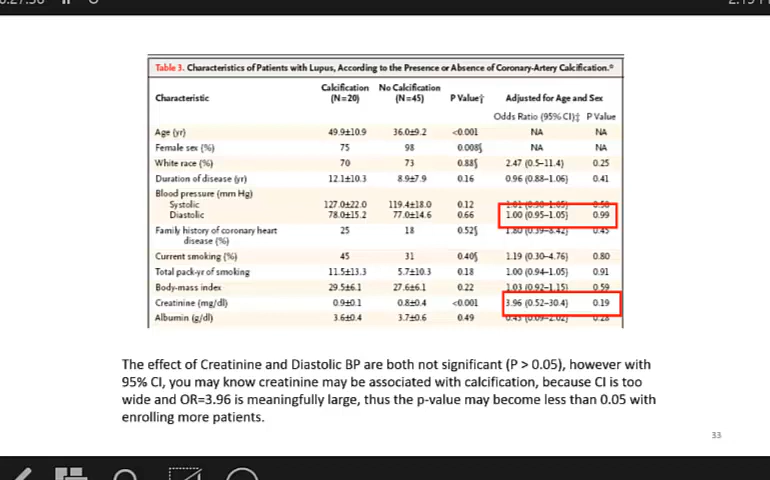 Table 3. Characteristics of Patients with Lupus, According to the Presence or Absence of Coronary-Artery Calcification.*
Characteristic Calcification (N=20) No Calcification (N=45) P Value† Adjusted for Age and Sex
Odds Ratio (95% CI)‡ P Value
Age (yr) 49.9±10.9 36.0±9.2 <0.001 NA NA
Female sex (%) 75 98 0.008§ NA NA
White race (%) 70 73 0.88§ 2.47 (0.5–11.4) 0.25
Duration of disease (yr) 12.1±10.3 8.9±7.9 0.16 0.96 (0.88–1.06) 0.41
Blood pressure (mm Hg)
Systolic 127.0±22.0 119.4±18.0 0.12
Diastolic 78.0±15.2 77.0±14.6 0.66 1.00 (0.95–1.05) 0.99
Family history of coronary heart 25 18 0.52§
disease (%)
Current smoking (%) 45 31 0.40§ 1.19 (0.30–4.76) 0.80
Total pack-yr of smoking 11.5±13.3 5.7±10.3 0.18 1.00 (0.94–1.05) 0.91
Body-mass index 29.5±6.1 27.6±6.1 0.22 1.03 (0.92–1.15) 0.59
Creatinine (mg/dl) 0.9±0.1 0.8±0.4 <0.001 3.96 (0.52–30.4) 0.19
Albumin (g/dl) 3.6±0.4 3.7±0.6 0.49
The effect of Creatinine and Diastolic BP are both not significant (P > 0.05), however with
95% CI, you may know creatinine may be associated with calcification, because CI is too
wide and OR=3.96 is meaningfully large, thus the p-value may become less than 0.05 with
enrolling more patients.
33